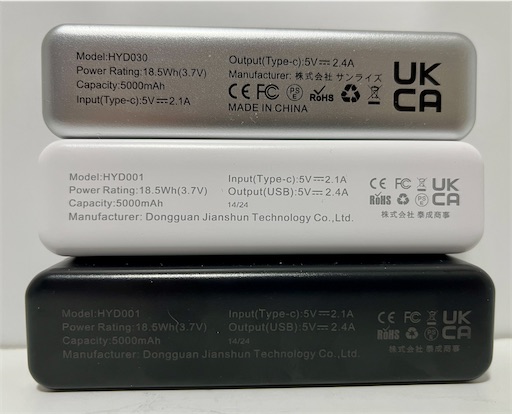 Model:HYD030
Power Rating:18.5Wh(3.7V)
Capacity:5000mAh
Input(Type-c):5V⎓2.1A
Output(Type-c):5V⎓2.4A
Manufacturer: 株式会社 サンライズ
CE FC PSE RoHS
MADE IN CHINA
UK
CA
Model:HYD001
Power Rating:18.5Wh(3.7V)
Capacity:5000mAh
Manufacturer: Dongguan Jianshun Technology Co.,Ltd.
Input(Type-c):5V⎓2.1A
Output(USB):5V⎓2.4A
14/24
CE FC
RoHS PSE
UK
CA
株式会社 泰成商事
Model:HYD001
Power Rating:18.5Wh(3.7V)
Capacity:5000mAh
Manufacturer: Dongguan Jianshun Technology Co.,Ltd.
Input(Type-c):5V⎓2.1A
Output(USB):5V⎓2.4A
14/24
CE FC
RoHS PSE
UK
CA
株式会社 泰成商事